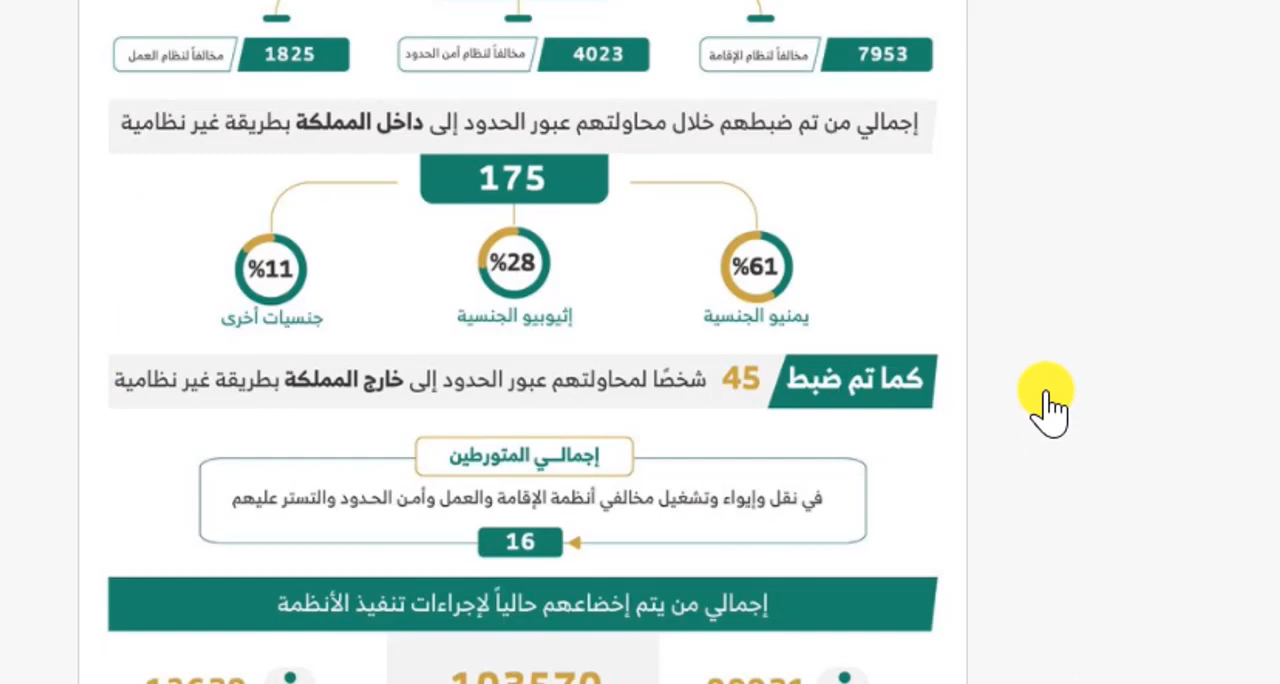 7953 مخالفاً لنظام الإقامة
4023 مخالفاً لنظام أمن الحدود
1825 مخالفاً لنظام العمل
إجمالي من تم ضبطهم خلال محاولتهم عبور الحدود إلى داخل المملكة بطريقة غير نظامية
175
%61
يمنيو الجنسية
%28
إثيوبيو الجنسية
%11
جنسيات أخرى
كما تم ضبط 45 شخصًا لمحاولتهم عبور الحدود إلى خارج المملكة بطريقة غير نظامية
إجمالـي المتورطين
في نقل وإيواء وتشغيل مخالفي أنظمة الإقامة والعمل وأمـن الحـدود والتستر عليهم
16
إجمالي من يتم إخضاعهم حالياً لإجراءات تنفيذ الأنظمة